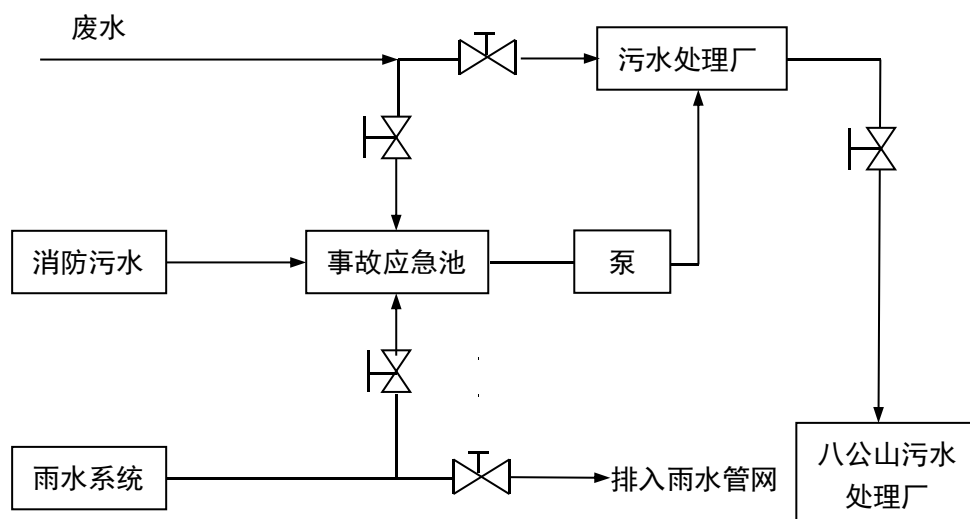 废水
污水处理厂
消防污水
事故应急池
泵
雨水系统
排入雨水管网
八公山污水
处理厂